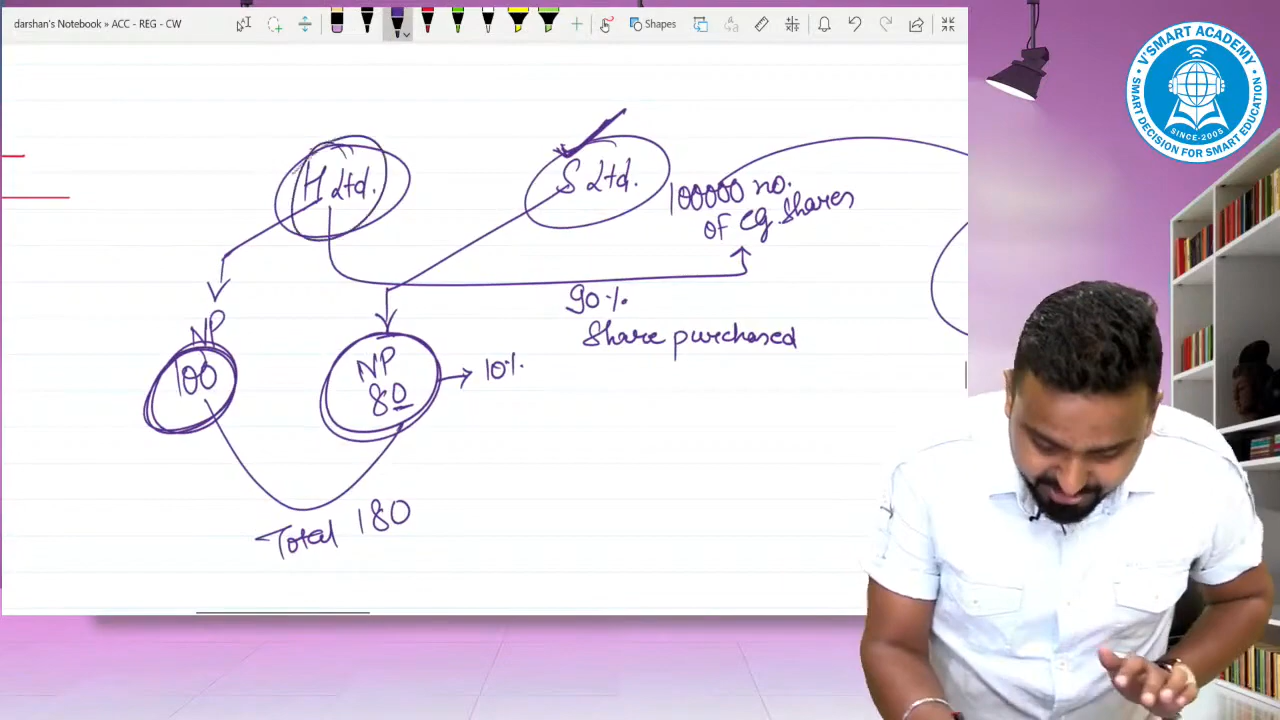 darshan's Notebook » ACC - REG - CW
Shapes
V'SMART ACADEMY
SMART DECISION FOR SMART EDUCATION
SINCE-2005
H Ltd.
S Ltd.
100000 no.
of eq. shares
90%
Share purchased
NP
100
NP
80
10%
Total 180